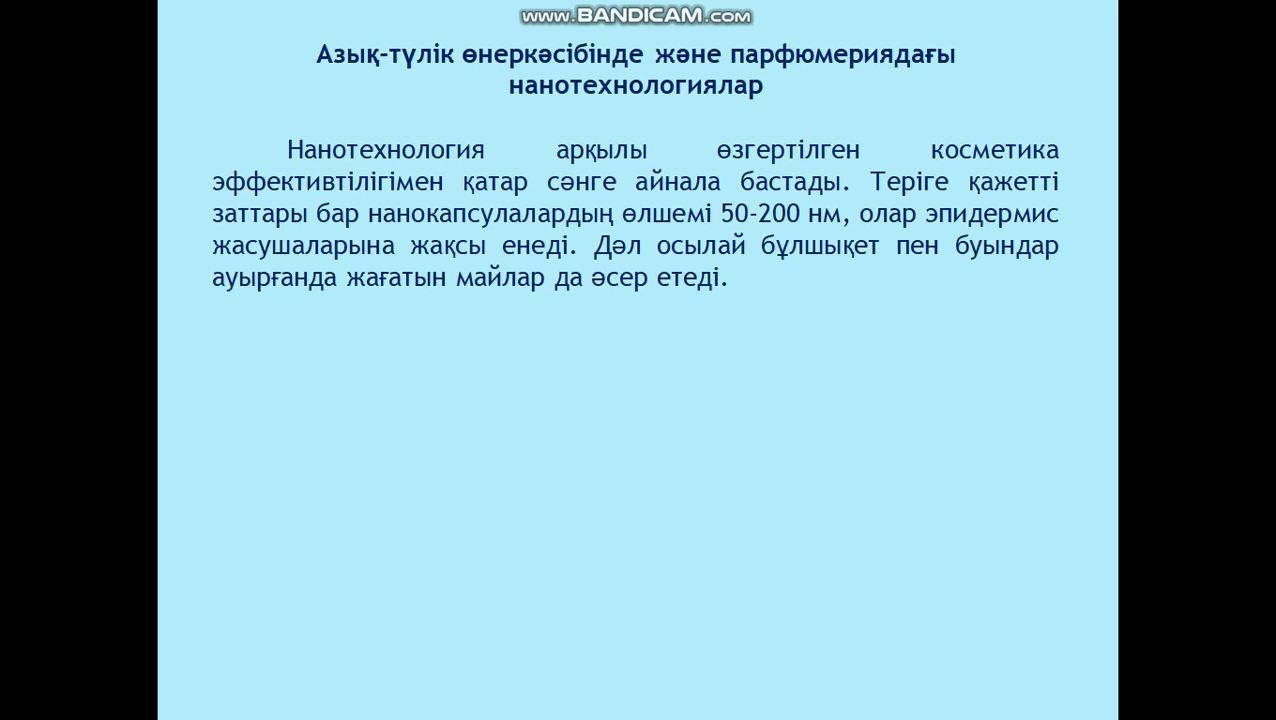 www.BANDICAM.com
Азық-түлік өнеркәсібінде және парфюмериядағы
нанотехнологиялар
Нанотехнология арқылы өзгертілген косметика
эффективтілігімен қатар сәнге айнала бастады. Теріге қажетті
заттары бар нанокапсулалардың өлшемі 50-200 нм, олар эпидермис
жасушаларына жақсы енеді. Дәл осылай бұлшықет пен буындар
ауырғанда жағатын майлар да әсер етеді.